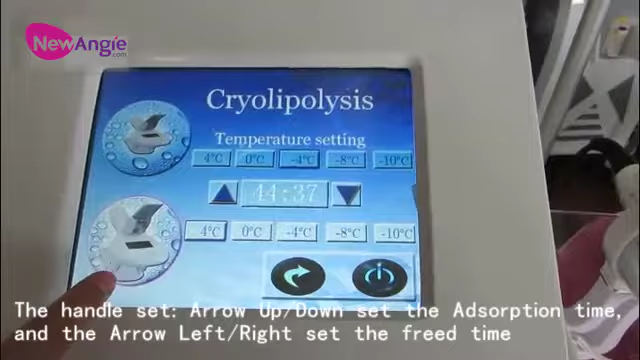 NewAngie
.com
Cryolipolysis
Temperature setting
4°C 0°C -4°C -8°C -10°C
44:37
4°C 0°C -4°C -8°C -10°C
The handle set: Arrow Up/Down set the Adsorption time,
and the Arrow Left/Right set the freed time